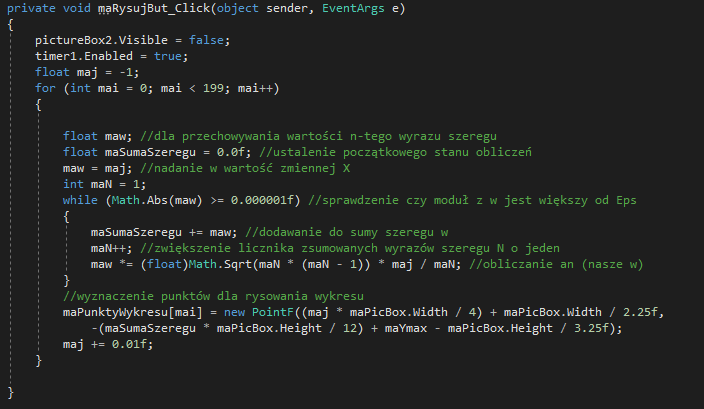 private void maRysujBut_Click(object sender, EventArgs e)
{
pictureBox2.Visible = false;
timer1.Enabled = true;
float maj = -1;
for (int mai = 0; mai < 199; mai++)
{
float maw; //dla przechowywania wartości n-tego wyrazu szeregu
float maSumaSzeregu = 0.0f; //ustalenie początkowego stanu obliczeń
maw = maj; //nadanie w wartość zmiennej X
int maN = 1;
while (Math.Abs(maw) >= 0.000001f) //sprawdzenie czy moduł z w jest większy od Eps
{
maSumaSzeregu += maw; //dodawanie do sumy szeregu w
maN++; //zwiększenie licznika zsumowanych wyrazów szeregu N o jeden
maw *= (float)Math.Sqrt(maN * (maN - 1)) * maj / maN; //obliczanie an (nasze w)
}
//wyznaczenie punktów dla rysowania wykresu
maPunktyWykresu[mai] = new PointF((maj * maPicBox.Width / 4) + maPicBox.Width / 2.25f,
-(maSumaSzeregu * maPicBox.Height / 12) + maYmax - maPicBox.Height / 3.25f);
maj += 0.01f;
}
}